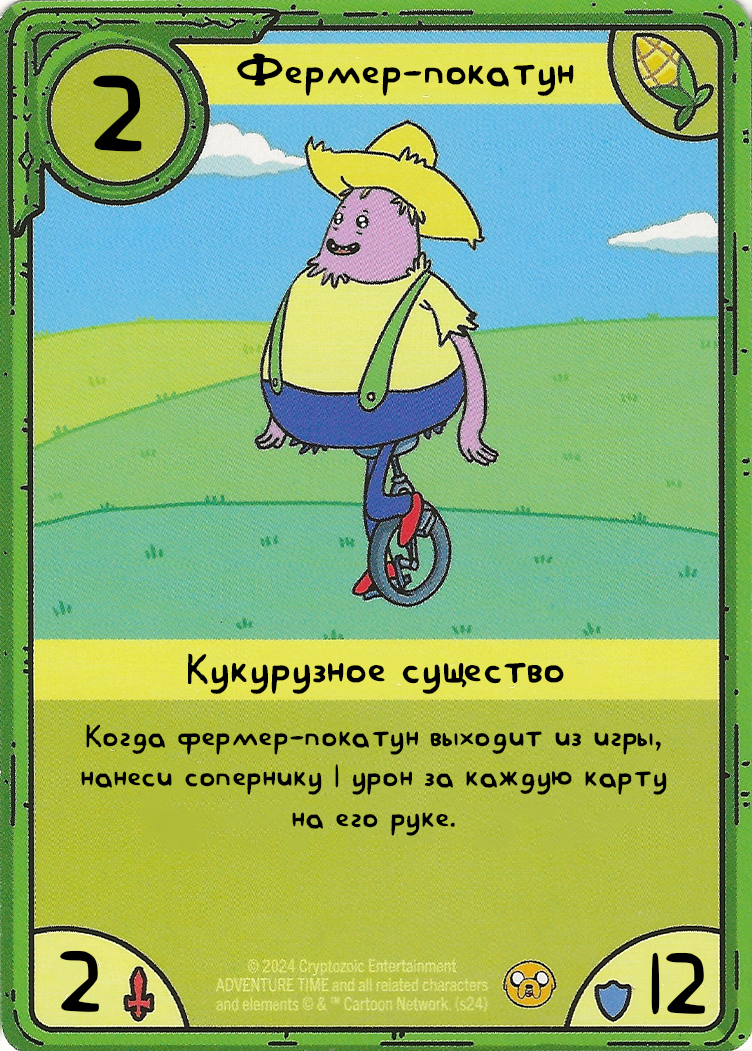 2
Фермер-покатун
Кукурузное существо
Когда фермер-покатун выходит из игры,
нанеси сопернику 1 урон за каждую карту
на его руке.
2
© 2024 Cryptozoic Entertainment
ADVENTURE TIME and all related characters
and elements © & ™ Cartoon Network. (s24)
12